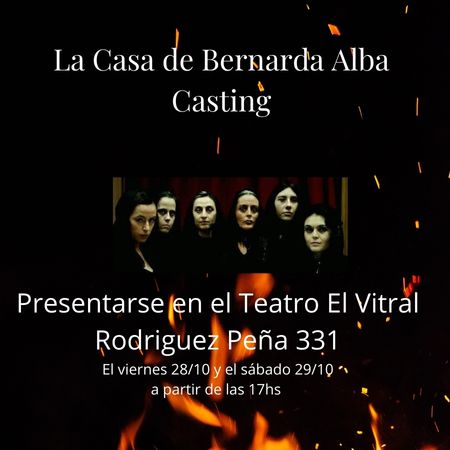 La Casa de Bernarda Alba
Casting
Presentarse en el Teatro El Vitral
Rodriguez Peña 331
El viernes 28/10 y el sábado 29/10
a partir de las 17hs